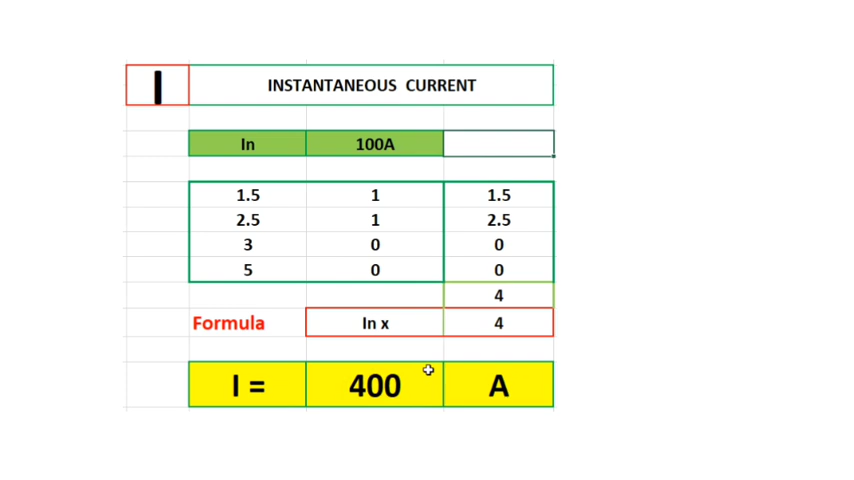 I INSTANTANEOUS CURRENT
In 100A
1.5 1 1.5
2.5 1 2.5
3 0 0
5 0 0
4
Formula In x 4
I = 400 A